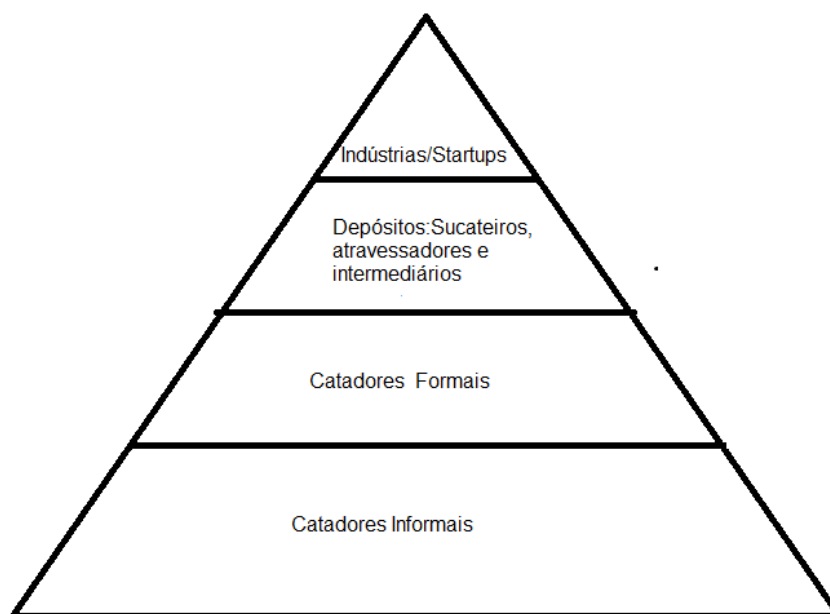 Indústrias/Startups
Depósitos:Sucateiros,
atravessadores e
intermediários
Catadores Formais
Catadores Informais